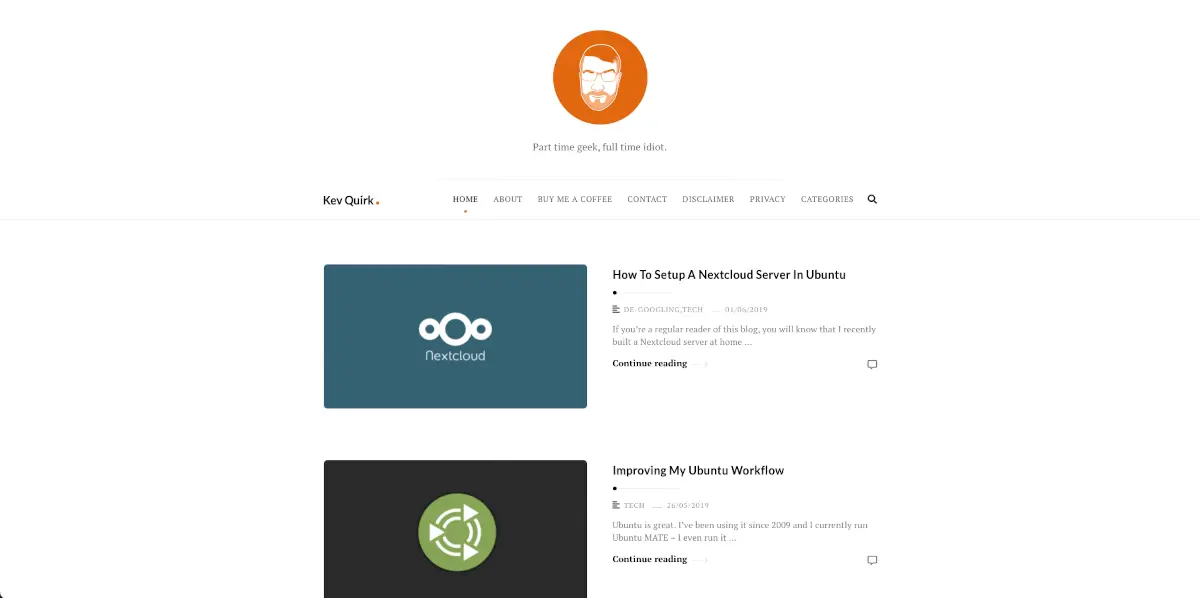 Part time geek, full time idiot.
Kev Quirk.
HOME ABOUT BUY ME A COFFEE CONTACT DISCLAIMER PRIVACY CATEGORIES
nextcloud
How To Setup A Nextcloud Server In Ubuntu
DE-GOOGLING,TECH 01/06/2019
If you're a regular reader of this blog, you will know that I recently
built a Nextcloud server at home ...
Continue reading
Improving My Ubuntu Workflow
TECH 26/05/2019
Ubuntu is great. I've been using it since 2009 and I currently run
Ubuntu MATE – I even run it ...
Continue reading